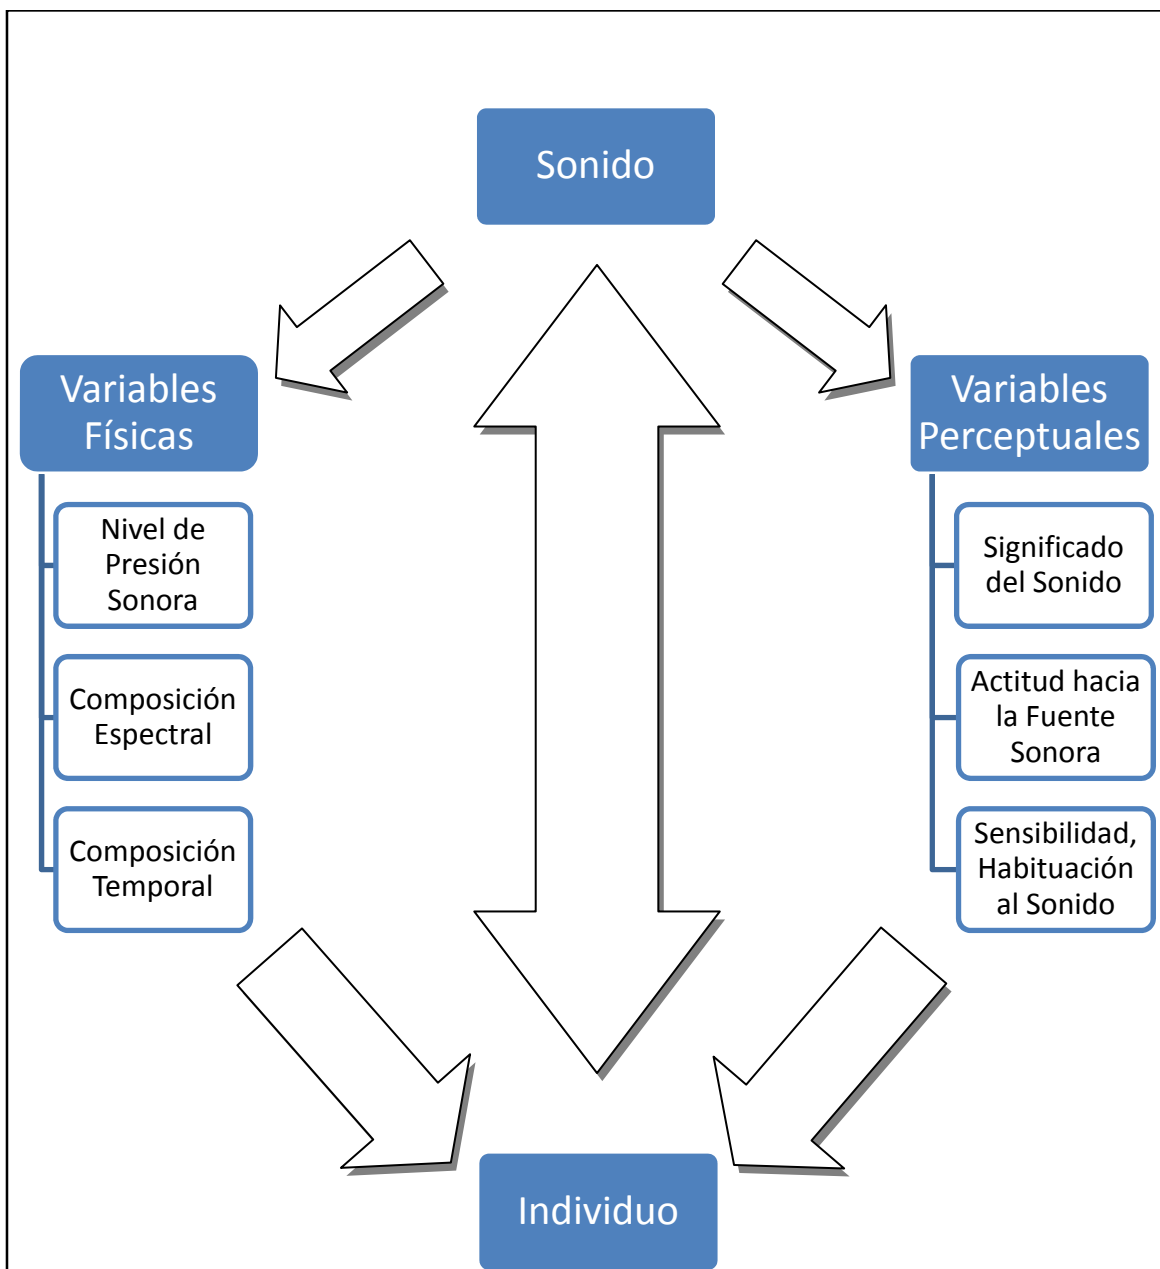 Sonido
Variables
Físicas
Nivel de
Presión
Sonora
Composición
Espectral
Composición
Temporal
Variables
Perceptuales
Significado
del Sonido
Actitud hacia
la Fuente
Sonora
Sensibilidad,
Habituación
al Sonido
Individuo